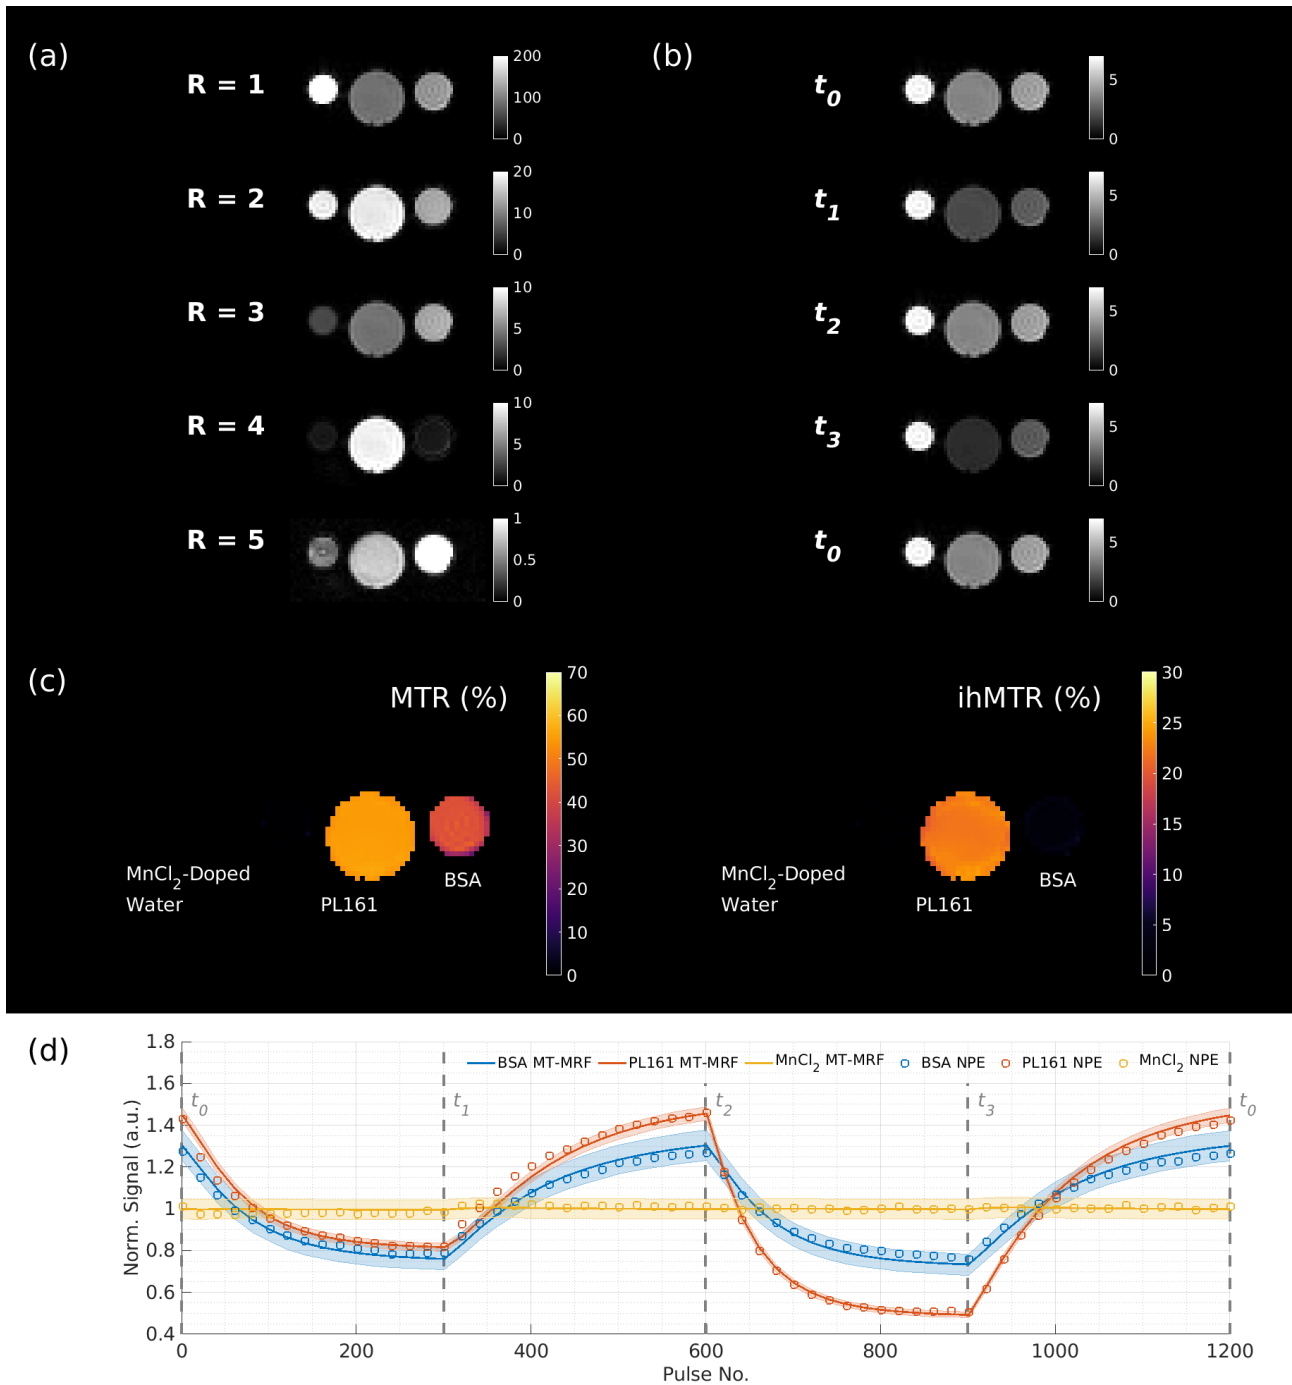 (a)
R = 1
200
100
0
R = 2
20
10
0
R = 3
10
5
0
R = 4
10
5
0
R = 5
1
0.5
0
(b)
t0
5
0
t1
5
0
t2
5
0
t3
5
0
t0
5
0
(c)
MTR (%)
70
60
50
40
30
20
10
0
MnCl2-Doped
Water
PL161
BSA
ihMTR (%)
30
25
20
15
10
5
0
MnCl2-Doped
Water
PL161
BSA
(d)
BSA MT-MRF PL161 MT-MRF MnCl2 MT-MRF BSA NPE PL161 NPE MnCl2 NPE
t0 t1 t2 t3 t0
Norm. Signal (a.u.)
1.8
1.6
1.4
1.2
1
0.8
0.6
0.4
0 200 400 600 800 1000 1200
Pulse No.